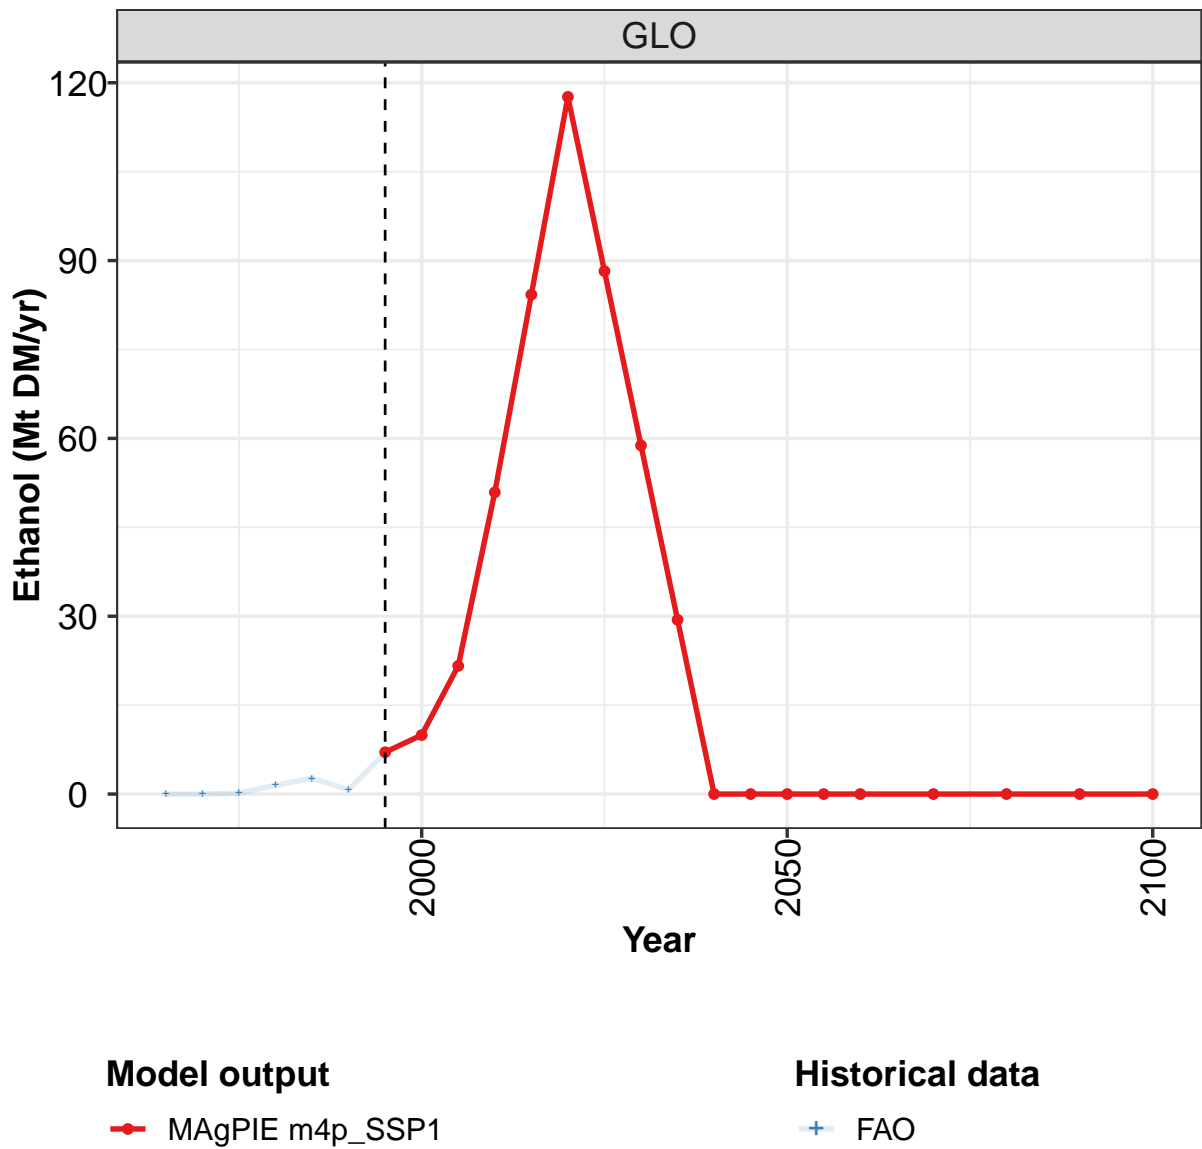 GLO
Ethanol (Mt DM/yr)
120
90
60
30
0
2000
2050
2100
Year
Model output
MAgPIE m4p_SSP1
Historical data
FAO